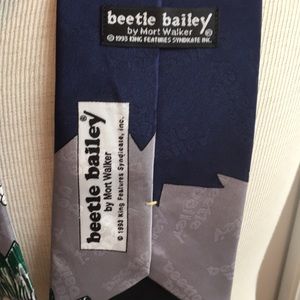 beetle bailey®
by Mort Walker
© 1993 KING FEATURES SYNDICATE INC.
beetle bailey®
by Mort Walker
© 1993 King Features Syndicate, Inc.